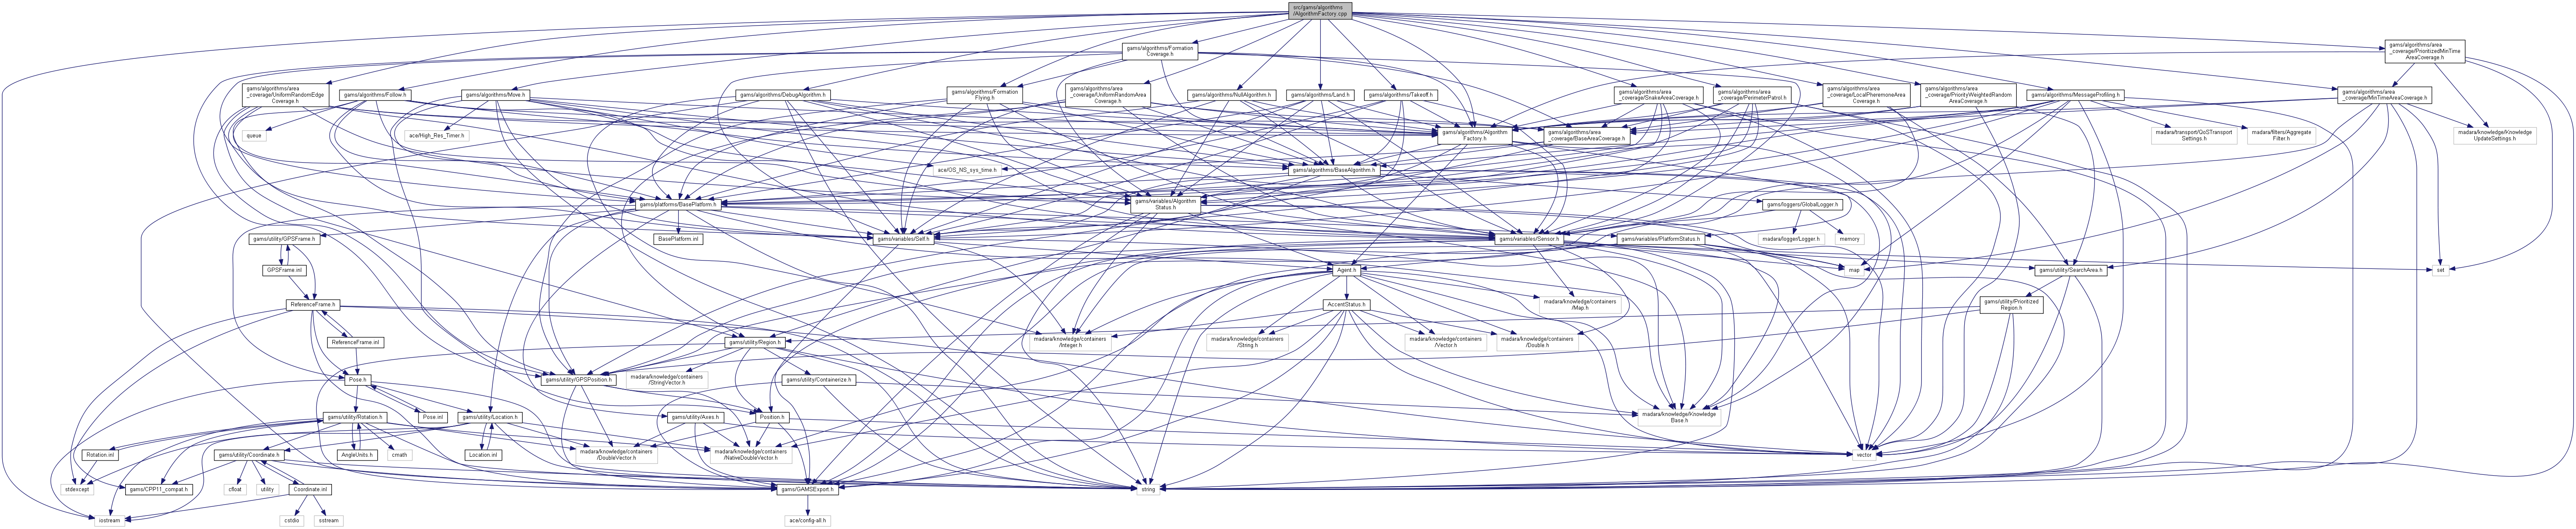 src/gams/algorithms
/AlgorithmFactory.cpp
gams/algorithms/Formation
Coverage.h
gams/algorithms/area
_coverage/PrioritizedMinTime
AreaCoverage.h
gams/algorithms/area
_coverage/UniformRandomEdge
Coverage.h
gams/algorithms/Follow.h
gams/algorithms/Move.h
gams/algorithms/DebugAlgorithm.h
gams/algorithms/Formation
Flying.h
gams/algorithms/area
_coverage/UniformRandomArea
Coverage.h
gams/algorithms/NullAlgorithm.h
gams/algorithms/Land.h
gams/algorithms/Takeoff.h
gams/algorithms/area
_coverage/SnakeAreaCoverage.h
gams/algorithms/area
_coverage/PerimeterPatrol.h
gams/algorithms/area
_coverage/LocalPheremoneArea
Coverage.h
gams/algorithms/area
_coverage/PriorityWeightedRandom
AreaCoverage.h
gams/algorithms/MessageProfiling.h
gams/algorithms/area
_coverage/MinTimeAreaCoverage.h
queue
ace/High_Res_Timer.h
gams/algorithms/Algorithm
Factory.h
gams/algorithms/area
_coverage/BaseAreaCoverage.h
madara/transport/QoSTransport
Settings.h
madara/filters/Aggregate
Filter.h
madara/knowledge/Knowledge
UpdateSettings.h
ace/OS_NS_sys_time.h
gams/algorithms/BaseAlgorithm.h
gams/platforms/BasePlatform.h
gams/variables/Algorithm
Status.h
gams/loggers/GlobalLogger.h
gams/utility/GPSFrame.h
BasePlatform.inl
gams/variables/Self.h
gams/variables/Sensor.h
gams/variables/PlatformStatus.h
madara/logger/Logger.h
memory
GPSFrame.inl
Agent.h
map
gams/utility/SearchArea.h
set
ReferenceFrame.h
AccentStatus.h
madara/knowledge/containers
/Map.h
gams/utility/Prioritized
Region.h
ReferenceFrame.inl
gams/utility/Region.h
madara/knowledge/containers
/Integer.h
madara/knowledge/containers
/String.h
madara/knowledge/containers
/Vector.h
madara/knowledge/containers
/Double.h
Pose.h
gams/utility/GPSPosition.h
madara/knowledge/containers
/StringVector.h
gams/utility/Containerize.h
gams/utility/Rotation.h
Pose.inl
gams/utility/Location.h
gams/utility/Axes.h
Position.h
madara/knowledge/Knowledge
Base.h
Rotation.inl
AngleUnits.h
cmath
gams/utility/Coordinate.h
Location.inl
madara/knowledge/containers
/DoubleVector.h
madara/knowledge/containers
/NativeDoubleVector.h
vector
stdexcept
gams/CPP11_compat.h
cfloat
utility
Coordinate.inl
gams/GAMSExport.h
string
iostream
cstdio
sstream
ace/config-all.h